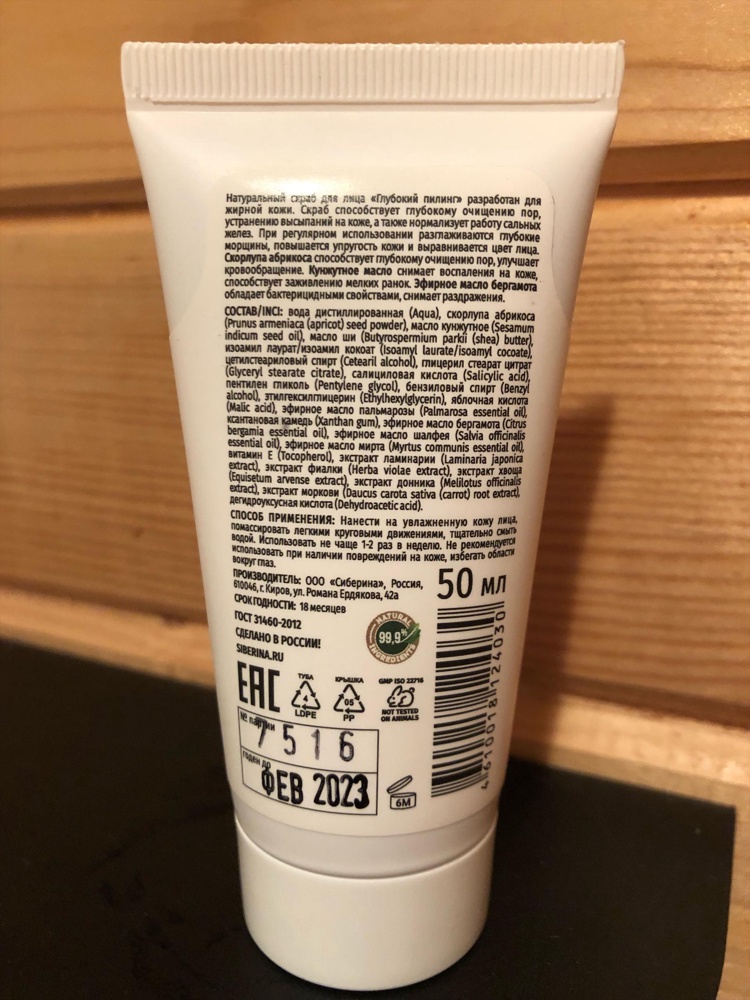 Натуральный скраб для лица «Глубокий пилинг» разработан для
жирной кожи. Скраб способствует глубокому очищению пор,
устранению высыпаний на коже, а также нормализует работу сальных
желез. При регулярном использовании разглаживаются глубокие
морщины, повышается упругость кожи и выравнивается цвет лица.
Скорлупа абрикоса способствует глубокому очищению пор, улучшает
кровообращение. Кунжутное масло снимает воспаления на коже,
способствует заживлению мелких ранок. Эфирное масло бергамота
обладает бактерицидными свойствами, снимает раздражения.
СОСТАВ/INCI: вода дистиллированная (Aqua), скорлупа абрикоса
(Prunus armeniaca (apricot) seed powder), масло кунжутное (Sesamum
indicum seed oil), масло ши (Butyrospermium parkii (shea) butter),
изоамил лаурат/изоамил кокоат (Isoamyl laurate/isoamyl cocoate),
цетилстеариловый спирт (Cetearil alcohol), глицерил стеарат цитрат
(Glyceryl stearate citrate), салициловая кислота (Salicylic acid),
пентилен гликоль (Pentylene glycol), бензиловый спирт (Benzyl
alcohol), этилгексилглицерин (Ethylhexylglycerin), яблочная кислота
(Malic acid), эфирное масло пальмарозы (Palmarosa essential oil),
ксантановая камедь (Xanthan gum), эфирное масло бергамота (Citrus
bergamia essential oil), эфирное масло шалфея (Salvia officinalis
essential oil), эфирное масло мирта (Myrtus communis essential oil),
витамин Е (Tocopherol), экстракт ламинарии (Laminaria japonica
extract), экстракт фиалки (Herba violae extract), экстракт хвоща
(Equisetum arvense extract), экстракт донника (Melilotus officinalis
extract), экстракт моркови (Daucus carota sativa (carrot) root extract),
дегидроуксусная кислота (Dehydroacetic acid).
СПОСОБ ПРИМЕНЕНИЯ: Нанести на увлажненную кожу лица,
помассировать легкими круговыми движениями, тщательно смыть
водой. Использовать не чаще 1-2 раз в неделю. Не рекомендуется
использовать при наличии повреждений на коже, избегать области
вокруг глаз.
ПРОИЗВОДИТЕЛЬ: ООО «Сиберина», Россия,
610046, г. Киров, ул. Романа Ердякова, 42а
СРОК ГОДНОСТИ: 18 месяцев
50 мл
ГОСТ 31460-2012
СДЕЛАНО В РОССИИ!
SIBERINA.RU
NATURAL
99,9%
INGREDIENTS
EAC
ТУБА
4
LDPE
КРЫШКА
05
PP
GMP ISO 22716
NOT TESTED
ON ANIMALS
№ партии
7516
годен до
ФЕВ 2023
6М
4 610018 124030